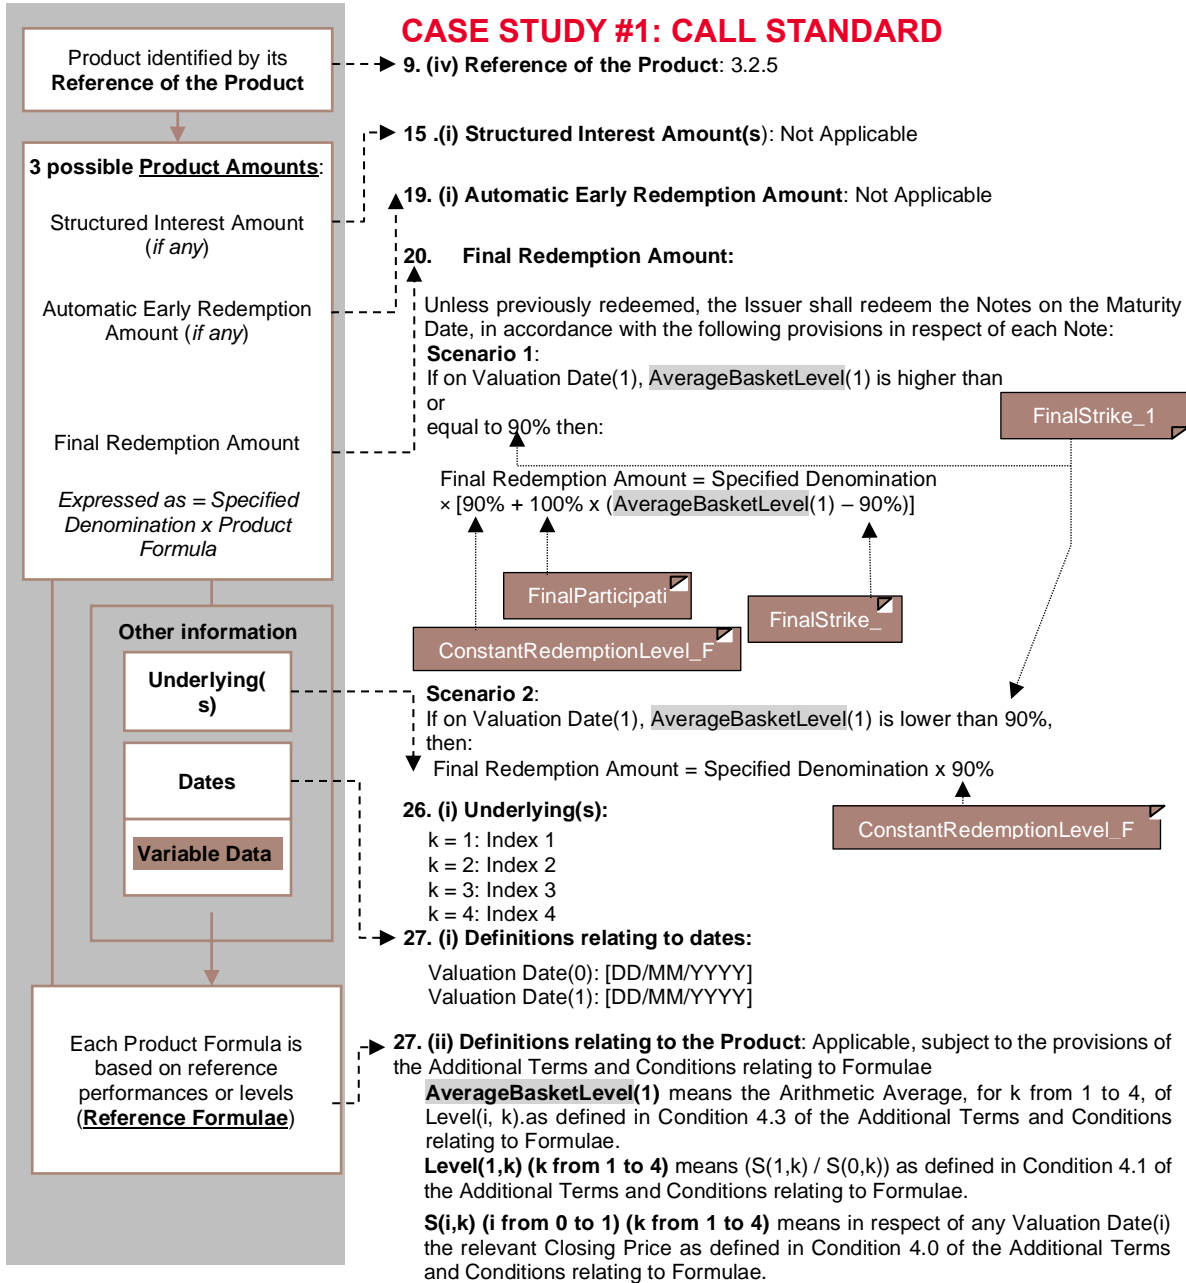 CASE STUDY #1: CALL STANDARD
Product identified by its
Reference of the Product
9. (iv) Reference of the Product: 3.2.5
3 possible Product Amounts:
Structured Interest Amount
(if any)
Automatic Early Redemption
Amount (if any)
Final Redemption Amount
Expressed as = Specified
Denomination x Product
Formula
15 .(i) Structured Interest Amount(s): Not Applicable
19. (i) Automatic Early Redemption Amount: Not Applicable
20. Final Redemption Amount:
Unless previously redeemed, the Issuer shall redeem the Notes on the Maturity
Date, in accordance with the following provisions in respect of each Note:
Scenario 1:
If on Valuation Date(1), AverageBasketLevel(1) is higher than
or
equal to 90% then:
FinalStrike_1
Final Redemption Amount = Specified Denomination
× [90% + 100% x (AverageBasketLevel(1) – 90%)]
FinalParticipati
FinalStrike_
ConstantRedemptionLevel_F
Other information
Underlying(
s)
Dates
Variable Data
Scenario 2:
If on Valuation Date(1), AverageBasketLevel(1) is lower than 90%,
then:
Final Redemption Amount = Specified Denomination x 90%
ConstantRedemptionLevel_F
26. (i) Underlying(s):
k = 1: Index 1
k = 2: Index 2
k = 3: Index 3
k = 4: Index 4
27. (i) Definitions relating to dates:
Valuation Date(0): [DD/MM/YYYY]
Valuation Date(1): [DD/MM/YYYY]
Each Product Formula is
based on reference
performances or levels
(Reference Formulae)
27. (ii) Definitions relating to the Product: Applicable, subject to the provisions of
the Additional Terms and Conditions relating to Formulae
AverageBasketLevel(1) means the Arithmetic Average, for k from 1 to 4, of
Level(i, k).as defined in Condition 4.3 of the Additional Terms and Conditions
relating to Formulae.
Level(1,k) (k from 1 to 4) means (S(1,k) / S(0,k)) as defined in Condition 4.1 of
the Additional Terms and Conditions relating to Formulae.
S(i,k) (i from 0 to 1) (k from 1 to 4) means in respect of any Valuation Date(i)
the relevant Closing Price as defined in Condition 4.0 of the Additional Terms
and Conditions relating to Formulae.